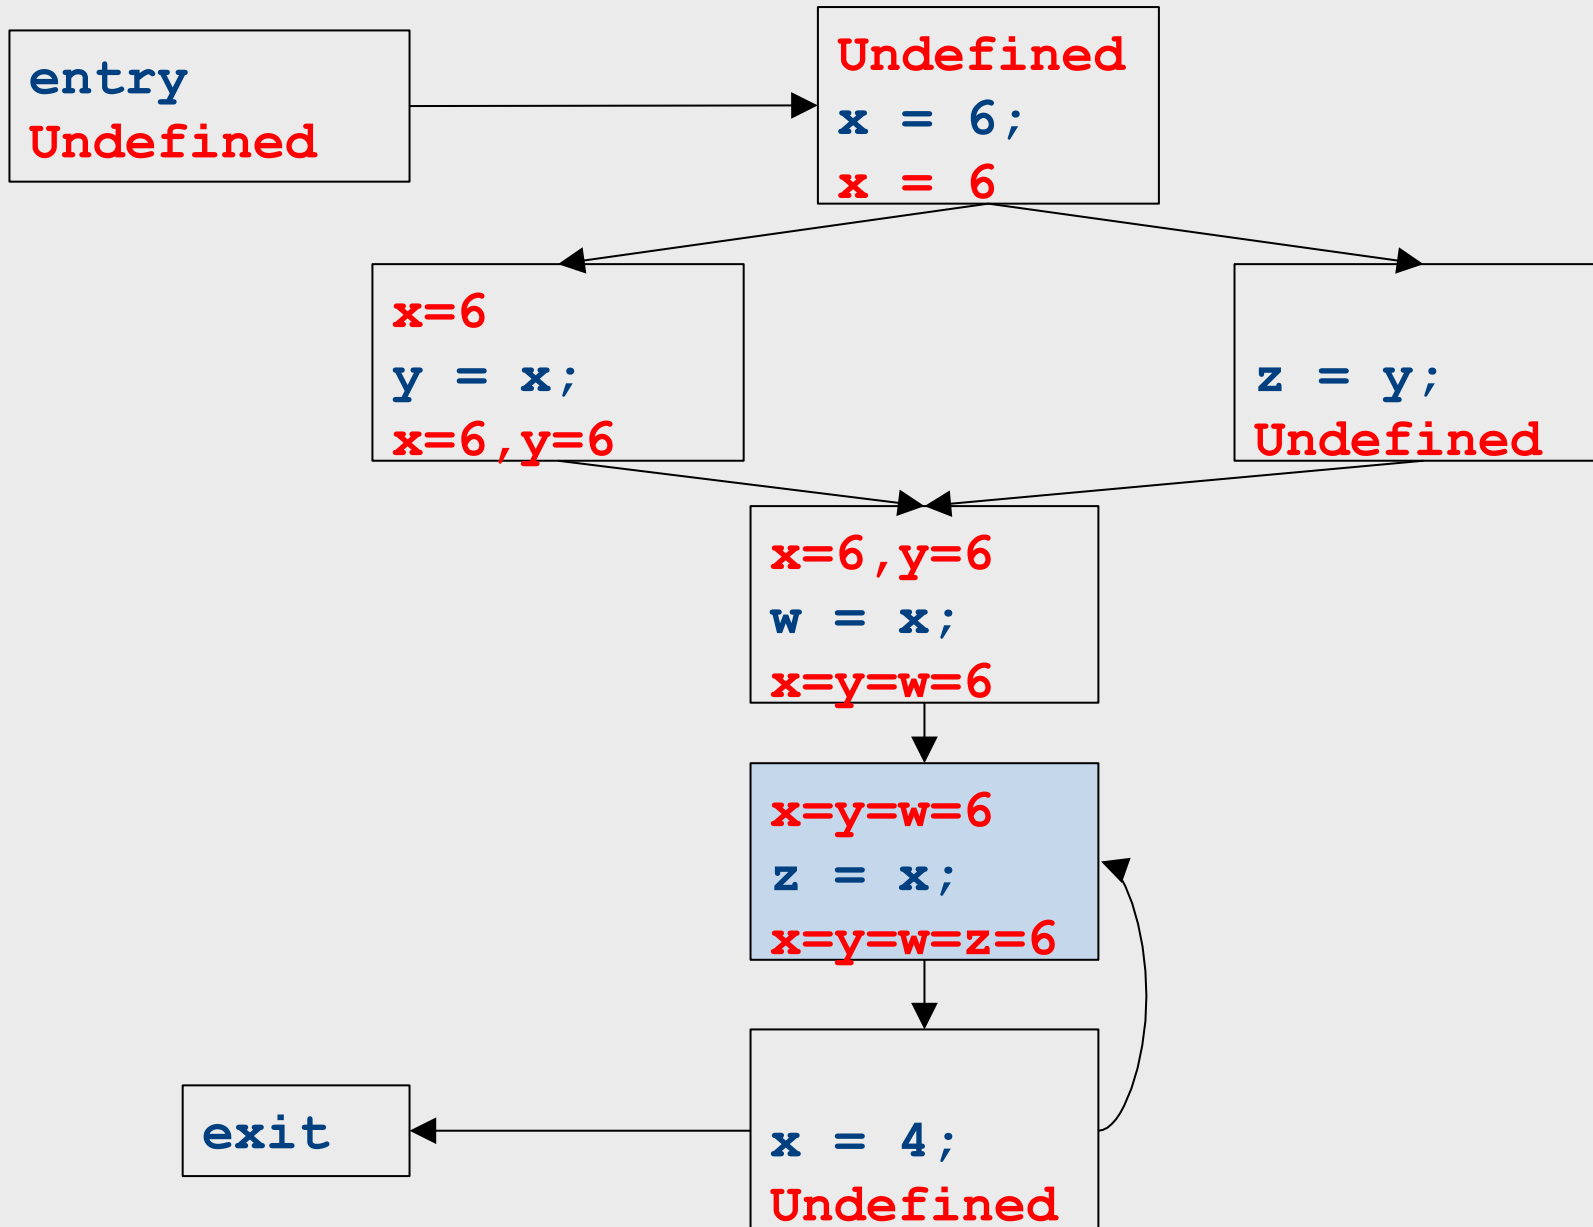 entry
Undefined
Undefined
x = 6;
x = 6
x=6
y = x;
x=6,y=6
z = y;
Undefined
x=6,y=6
w = x;
x=y=w=6
x=y=w=6
z = x;
x=y=w=z=6
exit
x = 4;
Undefined